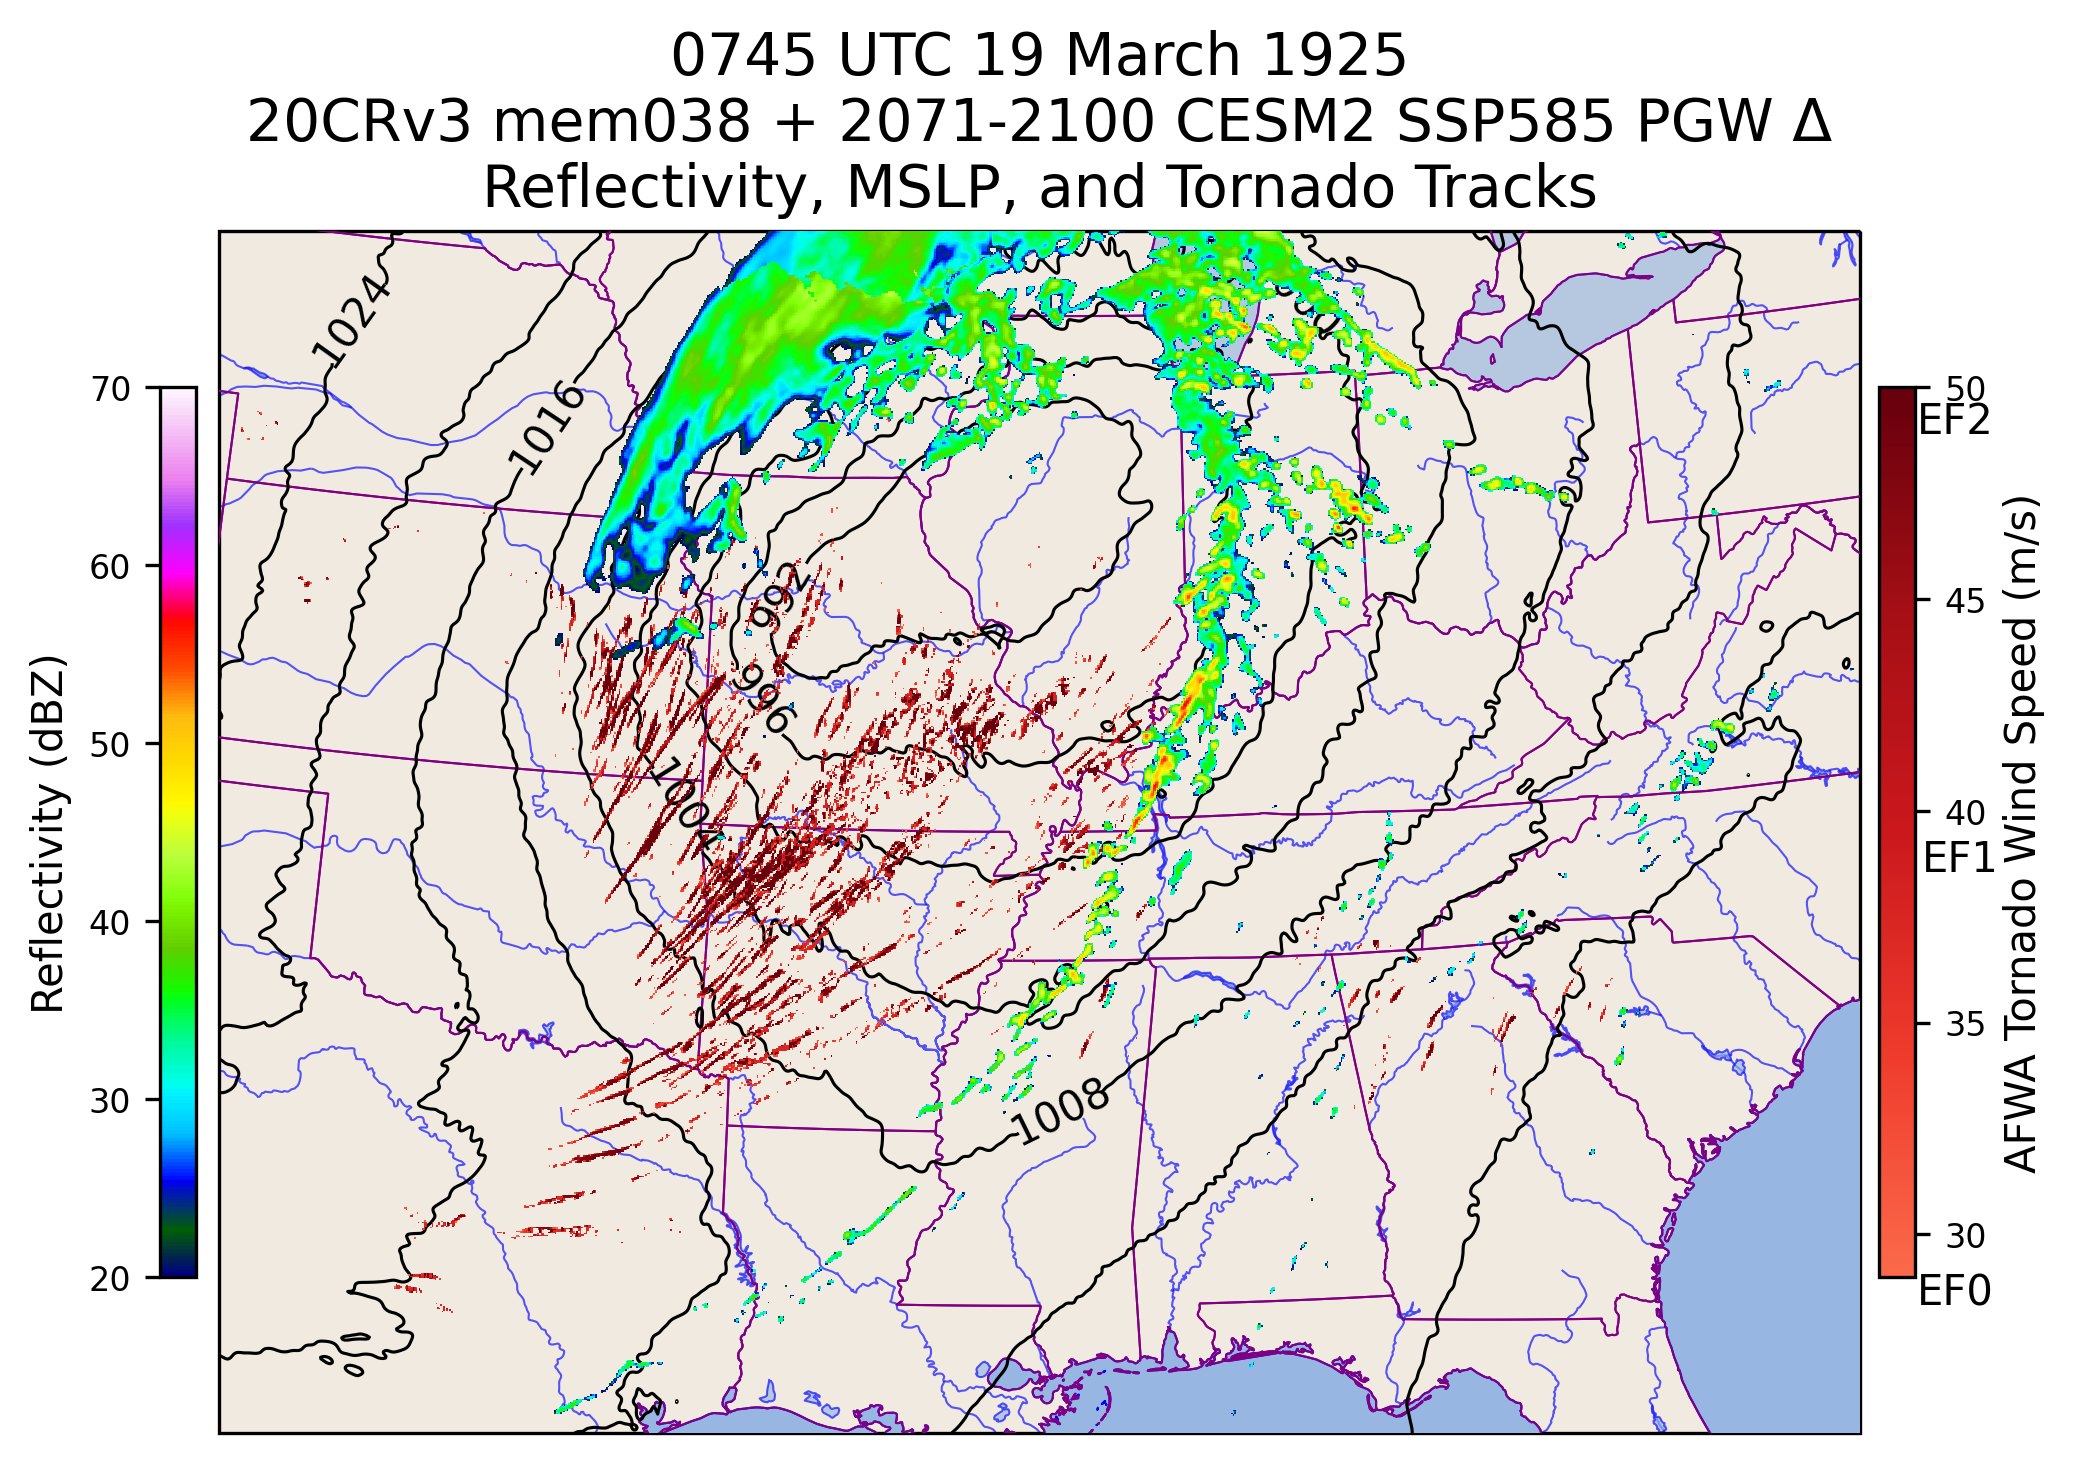 0745 UTC 19 March 1925
20CRv3 mem038 + 2071-2100 CESM2 SSP585 PGW Δ
Reflectivity, MSLP, and Tornado Tracks
1024
1016
992
996
1004
1008
70
60
50
40
30
20
Reflectivity (dBZ)
50
EF2
45
40
EF1
35
30
EF0
AFWA Tornado Wind Speed (m/s)